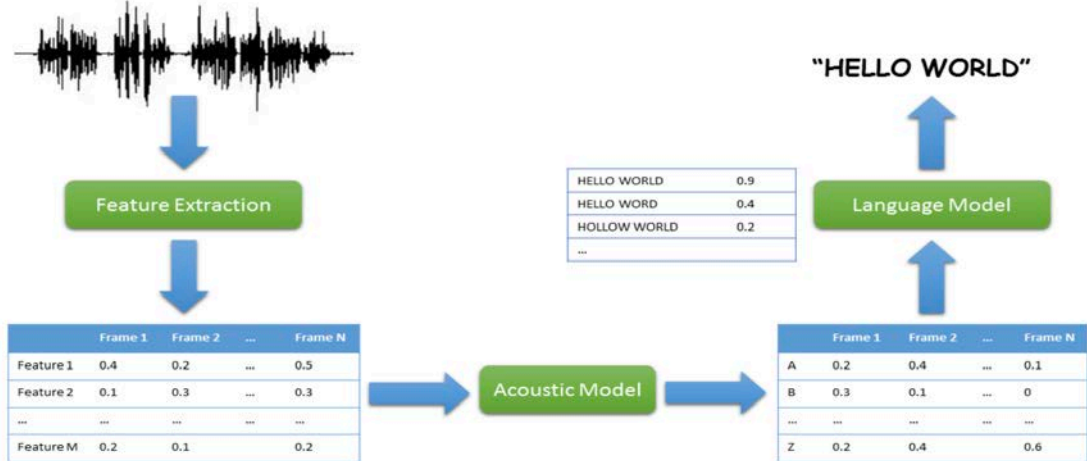 "HELLO WORLD"
Feature Extraction
HELLO WORLD 0.9
HELLO WORD 0.4
HOLLOW WORLD 0.2
...
Language Model
Frame 1 Frame 2 ... Frame N
Feature 1 0.4 0.2 ... 0.5
Feature 2 0.1 0.3 ... 0.3
... ... ... ... ...
Feature M 0.2 0.1 0.2
Acoustic Model
Frame 1 Frame 2 ... Frame N
A 0.2 0.4 ... 0.1
B 0.3 0.1 ... 0
... ... ... ... ...
Z 0.2 0.4 0.6